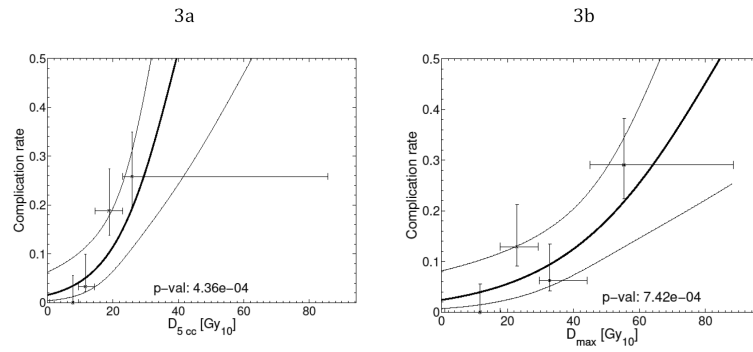 3a
3b
0.5
0.4
0.3
0.2
0.1
0
Complication rate
p-val: 4.36e-04
0 20 40 60 80
D5 cc [Gy10]
0.5
0.4
0.3
0.2
0.1
0
Complication rate
p-val: 7.42e-04
0 20 40 60 80
Dmax [Gy10]